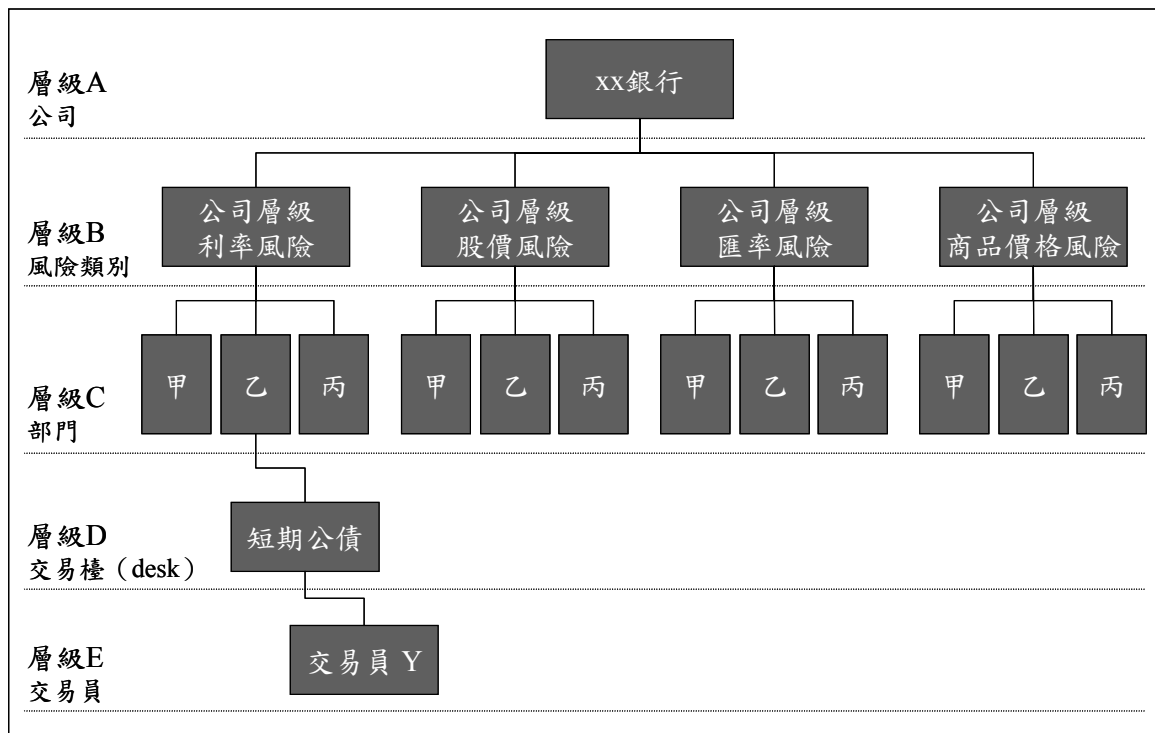 層級A
公司
xx銀行
層級B
風險類別
公司層級
利率風險
公司層級
股價風險
公司層級
匯率風險
公司層級
商品價格風險
層級C
部門
甲
乙
丙
甲
乙
丙
甲
乙
丙
甲
乙
丙
層級D
交易檯（desk）
短期公債
層級E
交易員
交易員 Y